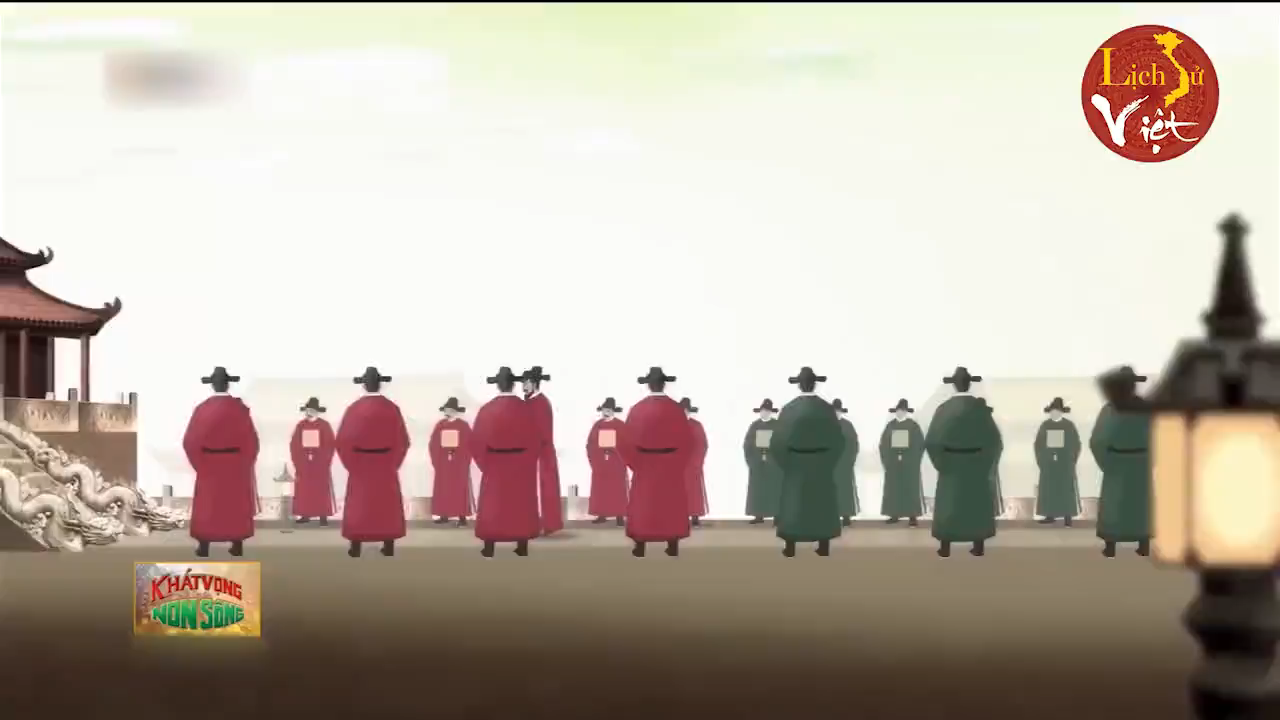 Lịch Sử
Việt
KHÁT VỌNG
NON SÔNG